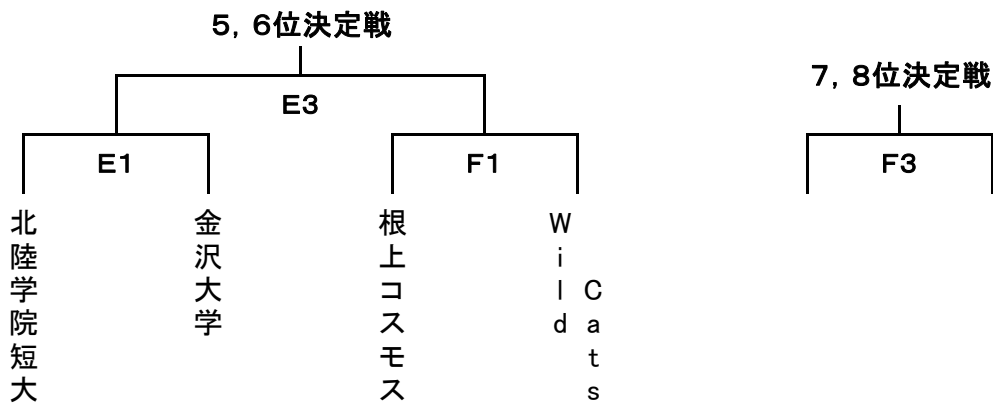 5,6位決定戦
7,8位決定戦
E3
E1
F1
F3
北陸学院短大
金沢大学
根上コスモス
Wild
Cats